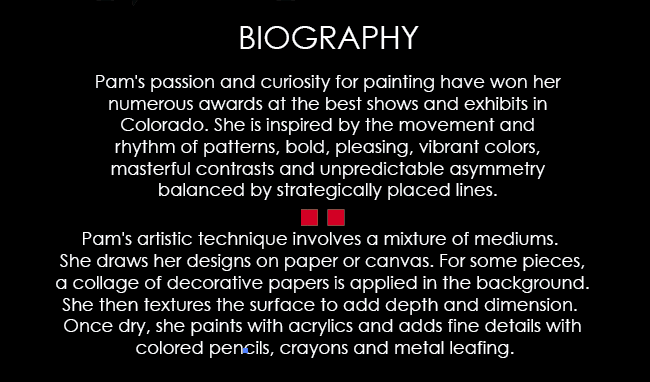 BIOGRAPHY
Pam's passion and curiosity for painting have won her
numerous awards at the best shows and exhibits in
Colorado. She is inspired by the movement and
rhythm of patterns, bold, pleasing, vibrant colors,
masterful contrasts and unpredictable asymmetry
balanced by strategically placed lines.
Pam's artistic technique involves a mixture of mediums.
She draws her designs on paper or canvas. For some pieces,
a collage of decorative papers is applied in the background.
She then textures the surface to add depth and dimension.
Once dry, she paints with acrylics and adds fine details with
colored pencils, crayons and metal leafing.